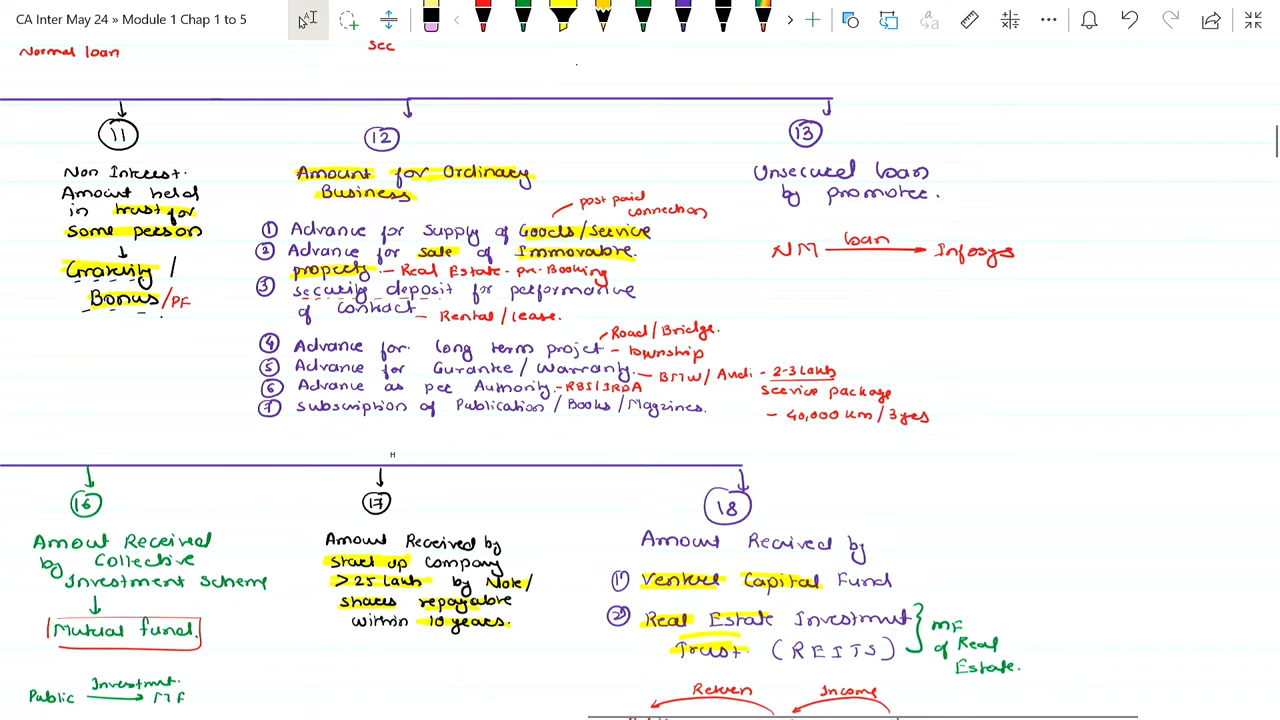 CA Inter May 24 » Module 1 Chap 1 to 5
Normal loan
Sec
11
Non Interest.
Amount held
in trust for
some person
Gratuity /
Bonus / PF
12
Amount for Ordinary
Business
① Advance for Supply of Goods/Service
post paid
connection
② Advance for sale of Immovable
property - Real Estate - pre-Booking
③ security deposit for performance
of contract - Rental / lease.
④ Advance for long term projet - township
Road / Bridge.
⑤ Advance for Gurante / Warranty - BMW / Audi - 2-3 lakhs
service package
- 40,000 km / 3 yrs
⑥ Advance as per Authority - RBI / IRDA
⑦ subscription of Publication / Books / Magzines.
13
Unsecured loan
by promoter.
NM loan Infosys
16
Amout Received
by Collective
Investment Scheme
Mutual fund.
Public Investmut. MF
H
17
Amout Received by
start up company
> 25 lakh by Note /
shares repayable
within 10 years.
18
Amout Received by
① Venture Capital Fund
② Real Estate Investmut
Trust. (REITS)
MF
of Real
Estate.
Return Income